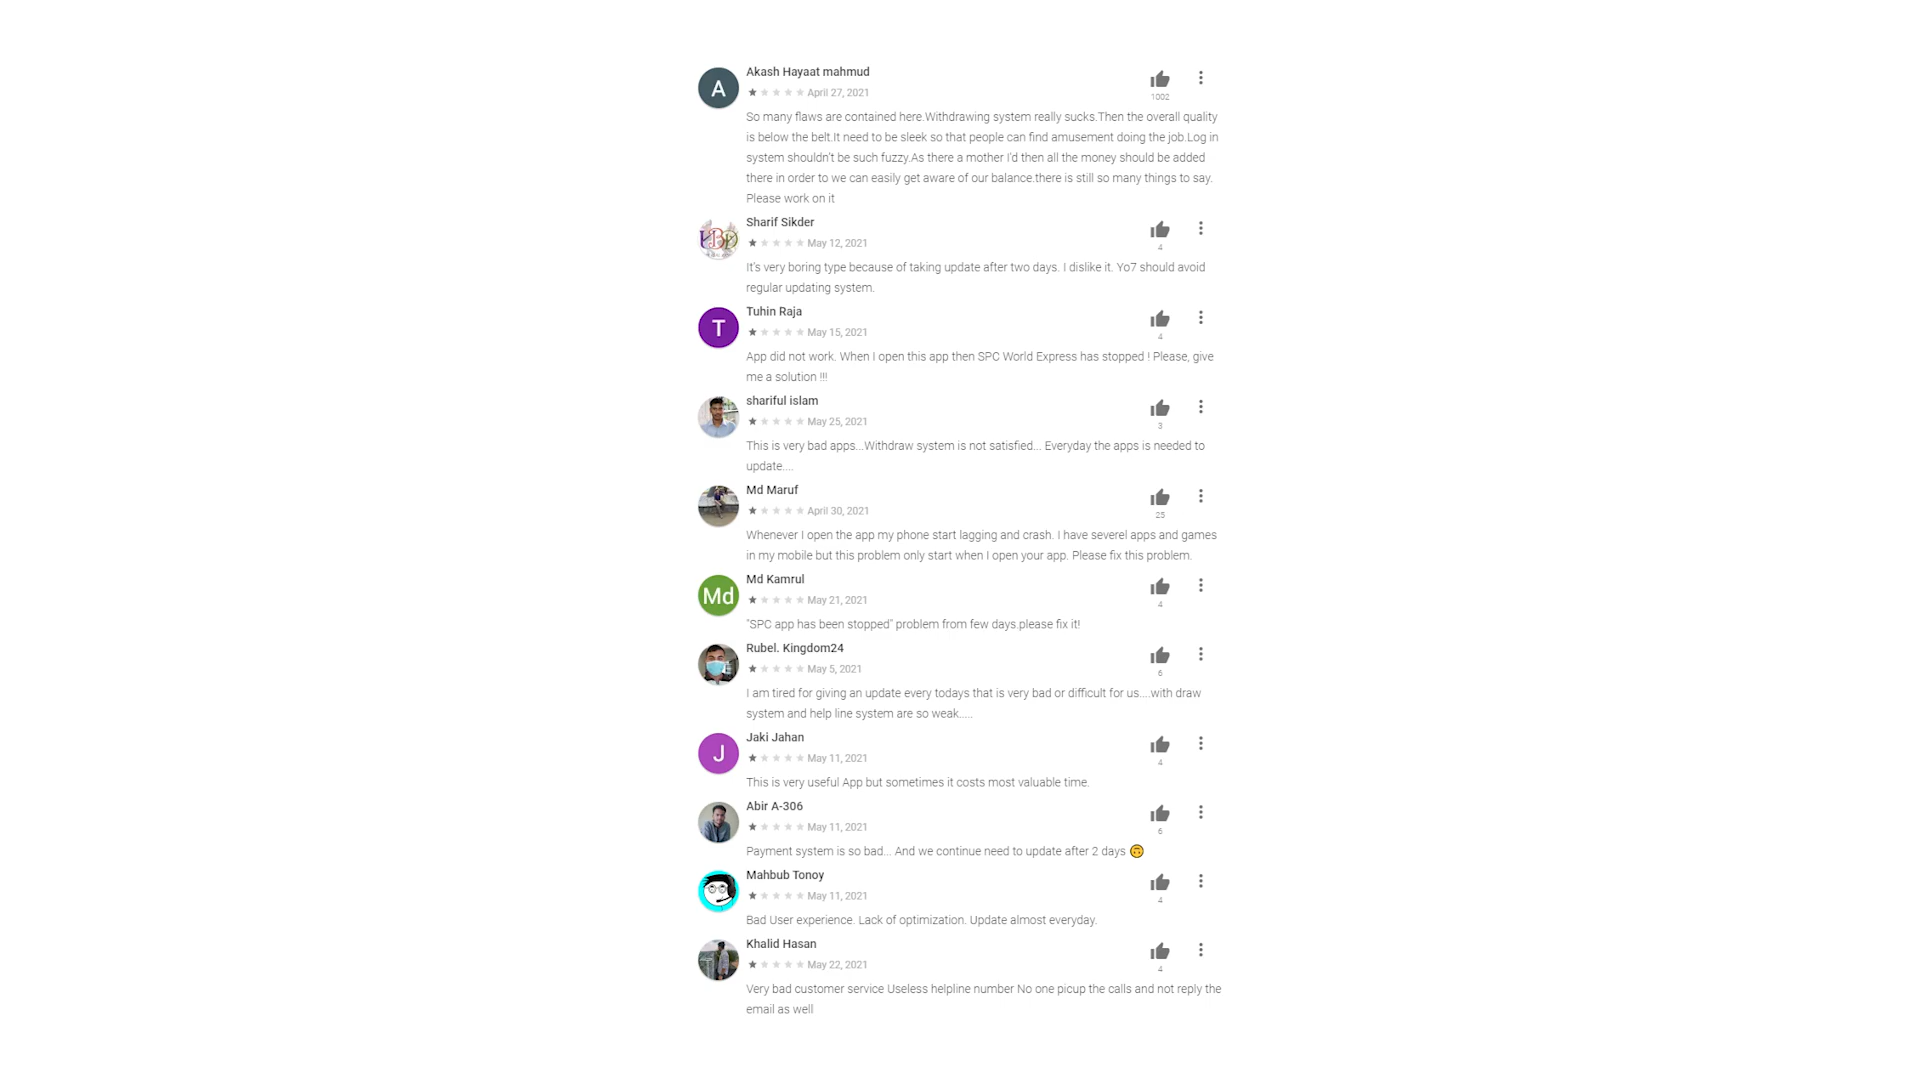 A
Akash Hayaat mahmud
April 27, 2021
1002
So many flaws are contained here.Withdrawing system really sucks.Then the overall quality
is below the belt.It need to be sleek so that people can find amusement doing the job.Log in
system shouldn't be such fuzzy.As there a mother I'd then all the money should be added
there in order to we can easily get aware of our balance.there is still so many things to say.
Please work on it
Sharif Sikder
May 12, 2021
4
It's very boring type because of taking update after two days. I dislike it. Yo7 should avoid
regular updating system.
T
Tuhin Raja
May 15, 2021
4
App did not work. When I open this app then SPC World Express has stopped ! Please, give
me a solution !!!
shariful islam
May 25, 2021
3
This is very bad apps...Withdraw system is not satisfied... Everyday the apps is needed to
update....
Md Maruf
April 30, 2021
25
Whenever I open the app my phone start lagging and crash. I have severel apps and games
in my mobile but this problem only start when I open your app. Please fix this problem.
Md
Md Kamrul
May 21, 2021
4
"SPC app has been stopped" problem from few days.please fix it!
Rubel. Kingdom24
May 5, 2021
6
I am tired for giving an update every todays that is very bad or difficult for us....with draw
system and help line system are so weak.....
J
Jaki Jahan
May 11, 2021
4
This is very useful App but sometimes it costs most valuable time.
Abir A-306
May 11, 2021
6
Payment system is so bad... And we continue need to update after 2 days 🙃
Mahbub Tonoy
May 11, 2021
4
Bad User experience. Lack of optimization. Update almost everyday.
Khalid Hasan
May 22, 2021
4
Very bad customer service Useless helpline number No one picup the calls and not reply the
email as well